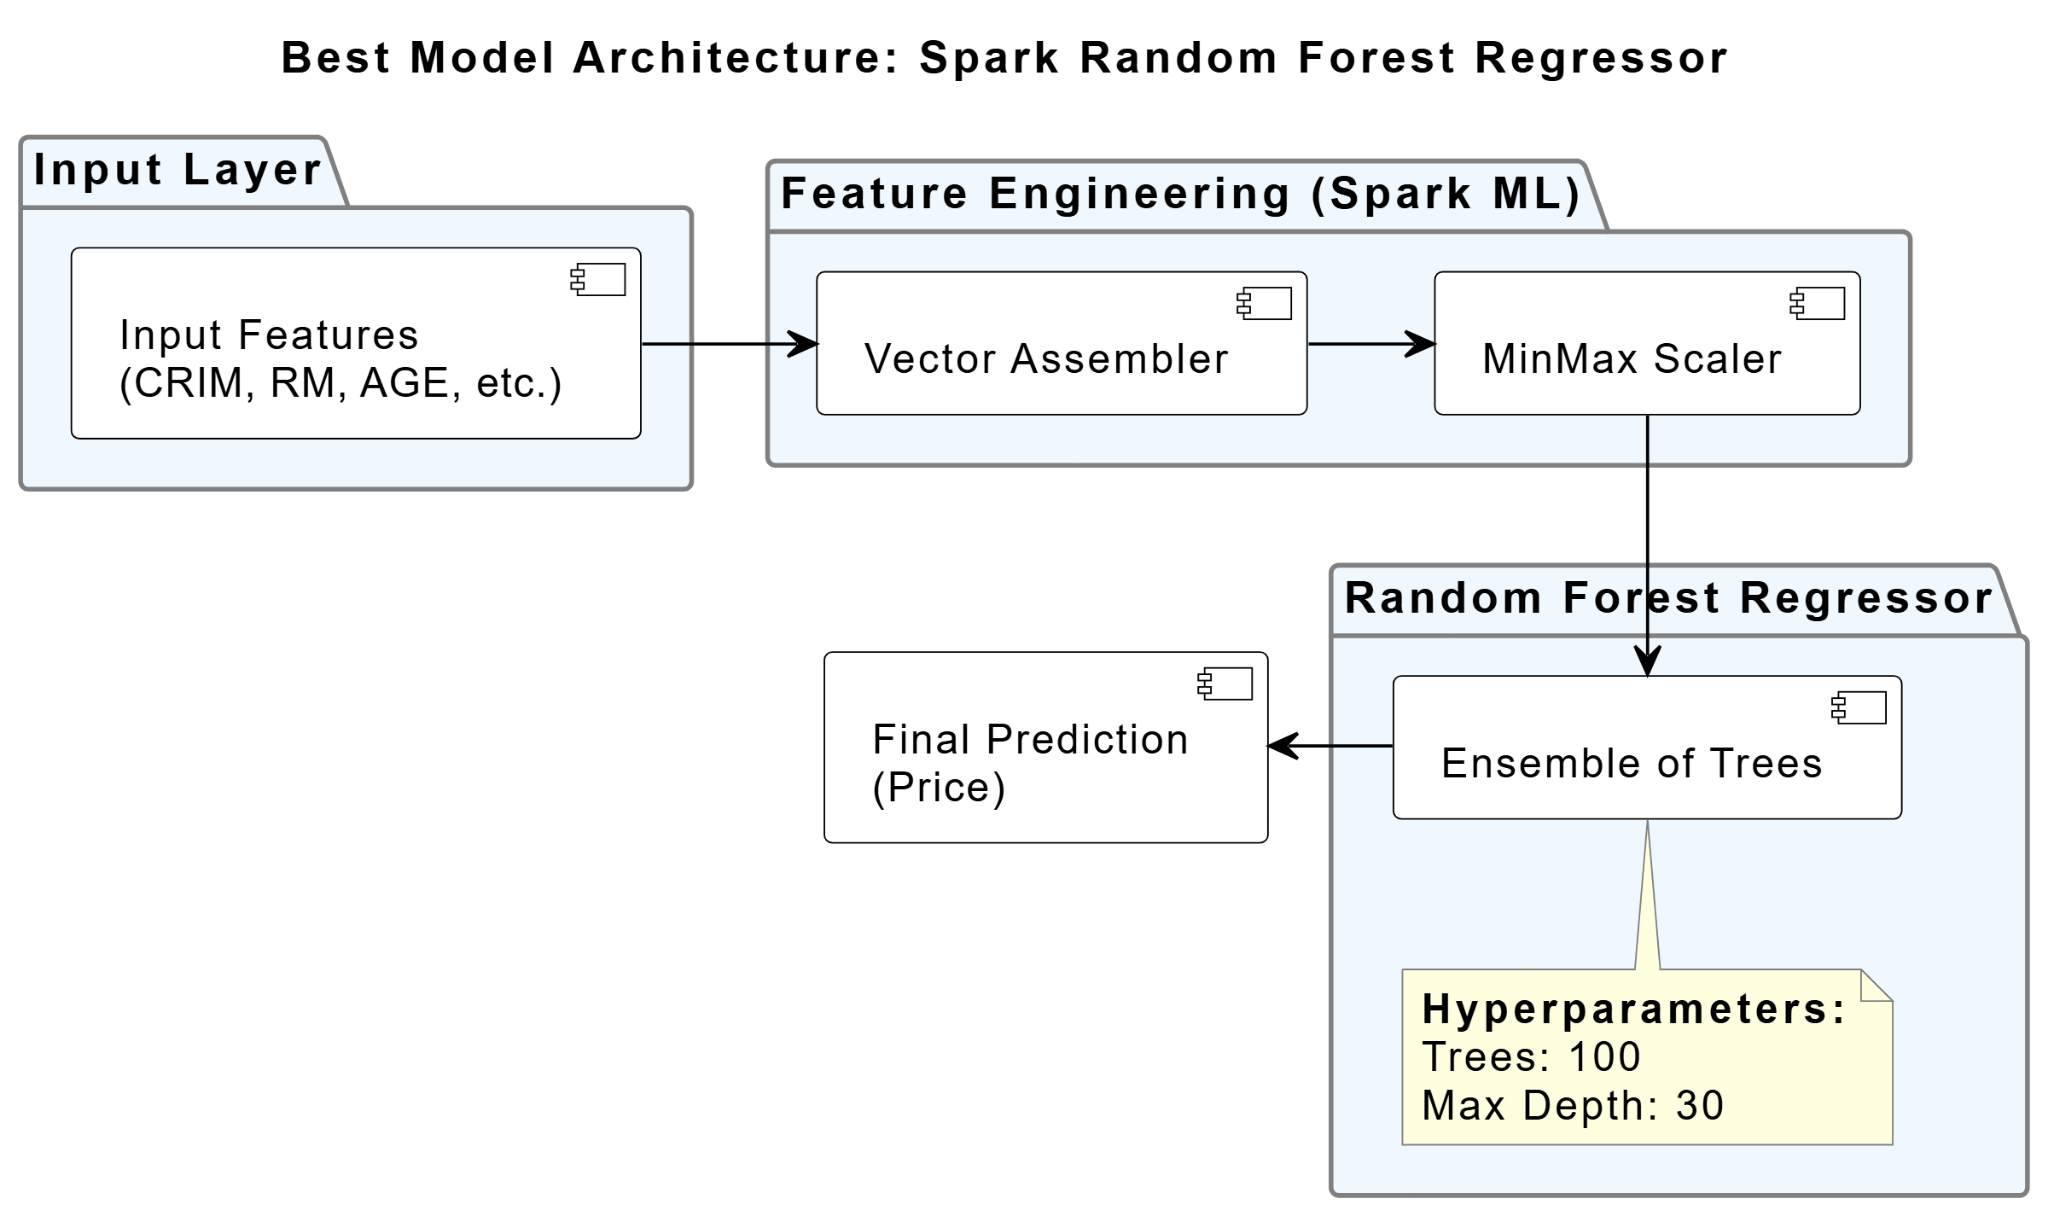 Best Model Architecture: Spark Random Forest Regressor
Input Layer
Input Features
(CRIM, RM, AGE, etc.)
Feature Engineering (Spark ML)
Vector Assembler
MinMax Scaler
Random Forest Regressor
Ensemble of Trees
Final Prediction
(Price)
Hyperparameters:
Trees: 100
Max Depth: 30